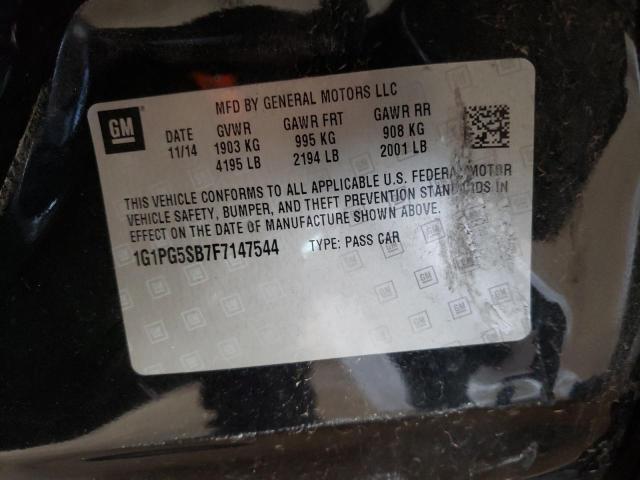 MFD BY GENERAL MOTORS LLC
GM
DATE GVWR GAWR FRT GAWR RR
11/14 1903 KG 995 KG 908 KG
4195 LB 2194 LB 2001 LB
THIS VEHICLE CONFORMS TO ALL APPLICABLE U.S. FEDERAL MOTOR
VEHICLE SAFETY, BUMPER, AND THEFT PREVENTION STANDARDS IN
EFFECT ON THE DATE OF MANUFACTURE SHOWN ABOVE.
1G1PG5SB7F7147544 TYPE: PASS CAR